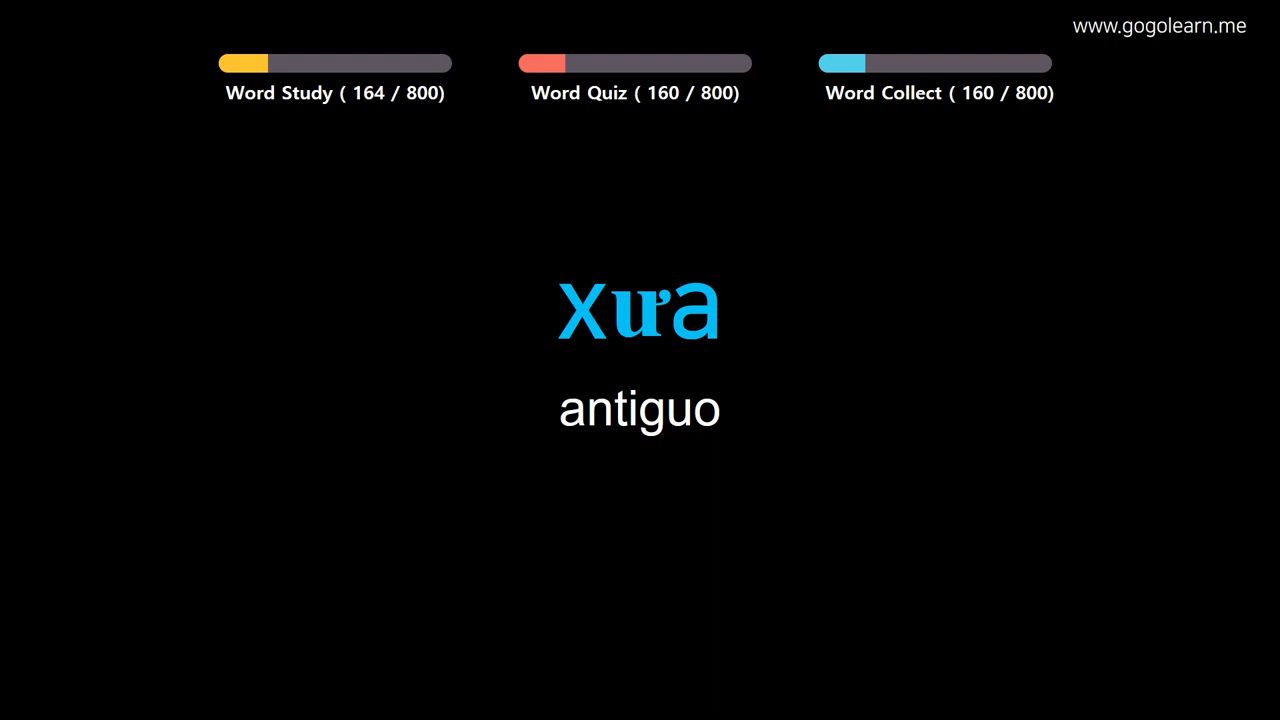 www.gogolearn.me
Word Study ( 164 / 800)
Word Quiz ( 160 / 800)
Word Collect ( 160 / 800)
xưa
antiguo